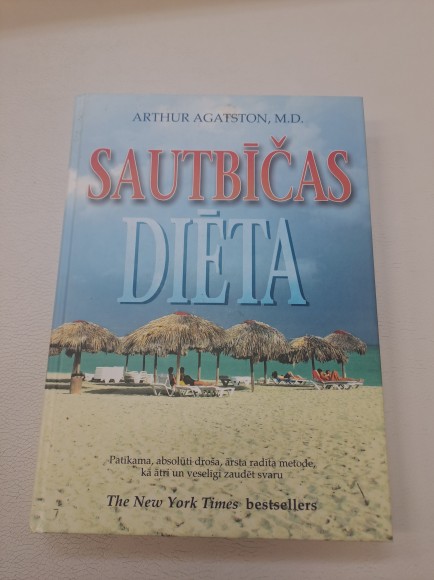 ARTHUR AGATSTON, M.D.
SAUTBĪČAS
DIĒTA
Patīkama, absolūti droša, ārsta radīta metode,
kā ātri un veselīgi zaudēt svaru
The New York Times bestsellers